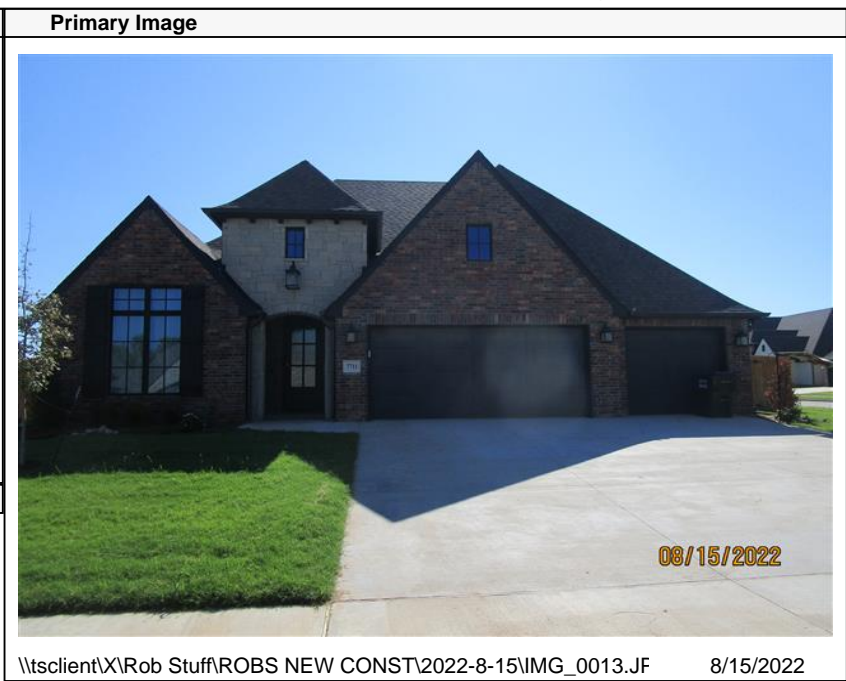 Primary Image
08/15/2022
\\tsclient\X\Rob Stuff\ROBS NEW CONST\2022-8-15\IMG_0013.JF 8/15/2022